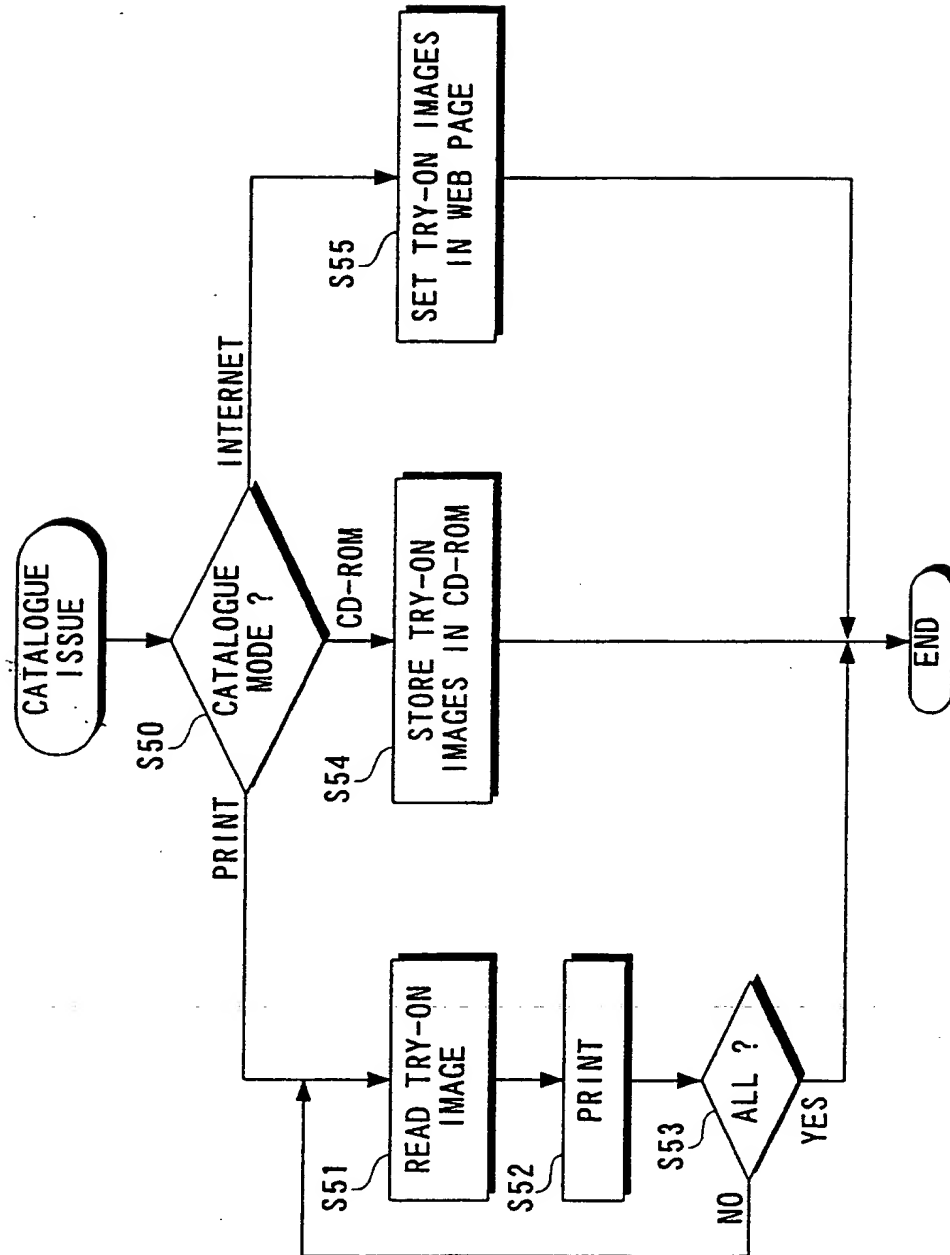 CATALOGUE
ISSUE
S50
CATALOGUE
MODE ?
PRINT
CD-ROM
INTERNET
S51
READ TRY-ON
IMAGE
S52
PRINT
S53
ALL ?
NO
YES
S54
STORE TRY-ON
IMAGES IN CD-ROM
S55
SET TRY-ON IMAGES
IN WEB PAGE
END